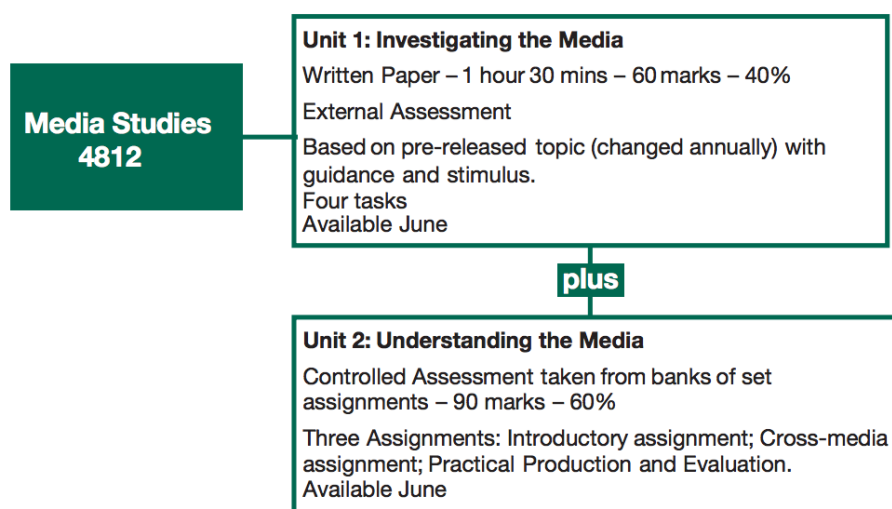 Media Studies
4812
Unit 1: Investigating the Media
Written Paper – 1 hour 30 mins – 60 marks – 40%
External Assessment
Based on pre-released topic (changed annually) with
guidance and stimulus.
Four tasks
Available June
plus
Unit 2: Understanding the Media
Controlled Assessment taken from banks of set
assignments – 90 marks – 60%
Three Assignments: Introductory assignment; Cross-media
assignment; Practical Production and Evaluation.
Available June